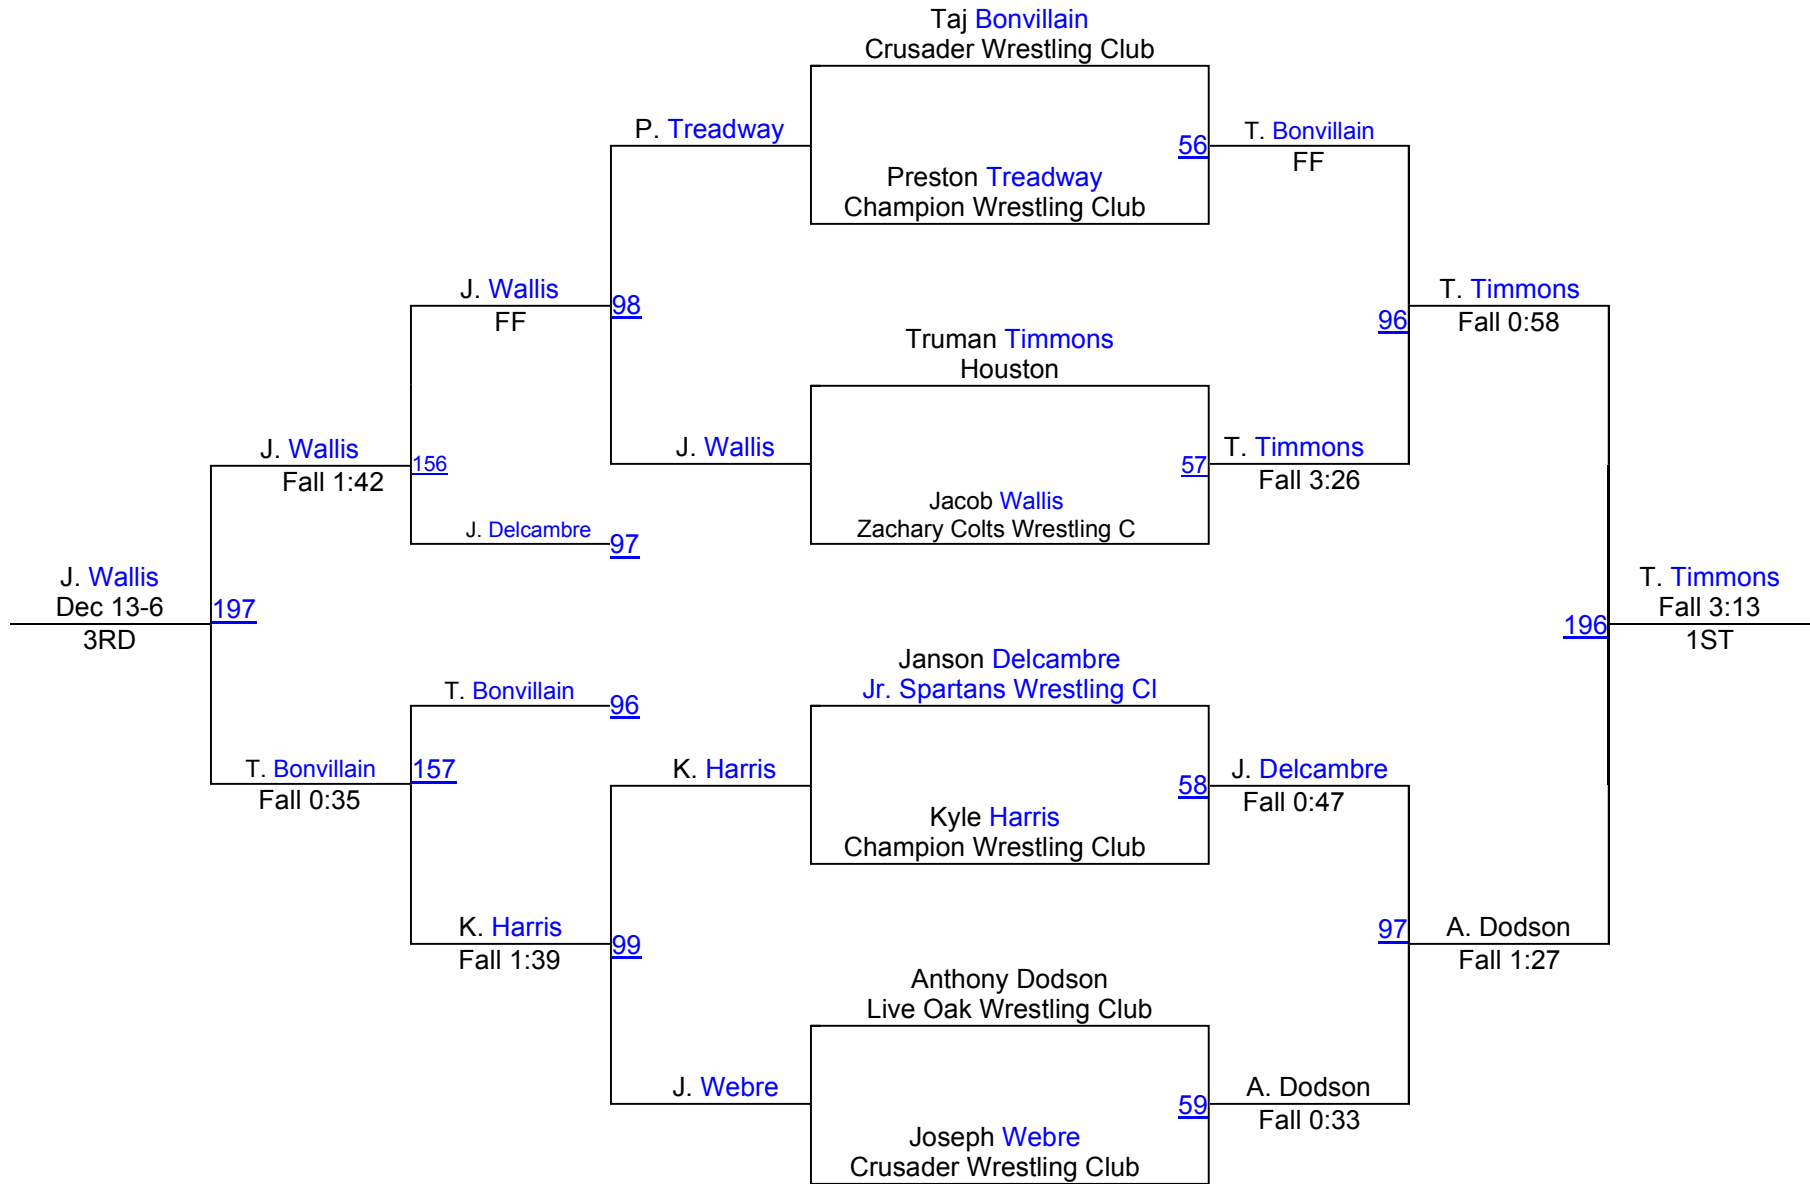 Taj Bonvillain
Crusader Wrestling Club
P. Treadway
56
T. Bonvillain
FF
Preston Treadway
Champion Wrestling Club
J. Wallis
FF
98
T. Timmons
Fall 0:58
96
Truman Timmons
Houston
J. Wallis
Fall 1:42
156
J. Wallis
57
T. Timmons
Fall 3:26
Jacob Wallis
Zachary Colts Wrestling C
J. Delcambre
97
J. Wallis
Dec 13-6
3RD
197
T. Timmons
Fall 3:13
1ST
196
Janson Delcambre
Jr. Spartans Wrestling Cl
T. Bonvillain
96
T. Bonvillain
Fall 0:35
157
K. Harris
58
J. Delcambre
Fall 0:47
Kyle Harris
Champion Wrestling Club
K. Harris
Fall 1:39
99
97
A. Dodson
Fall 1:27
Anthony Dodson
Live Oak Wrestling Club
J. Webre
59
A. Dodson
Fall 0:33
Joseph Webre
Crusader Wrestling Club